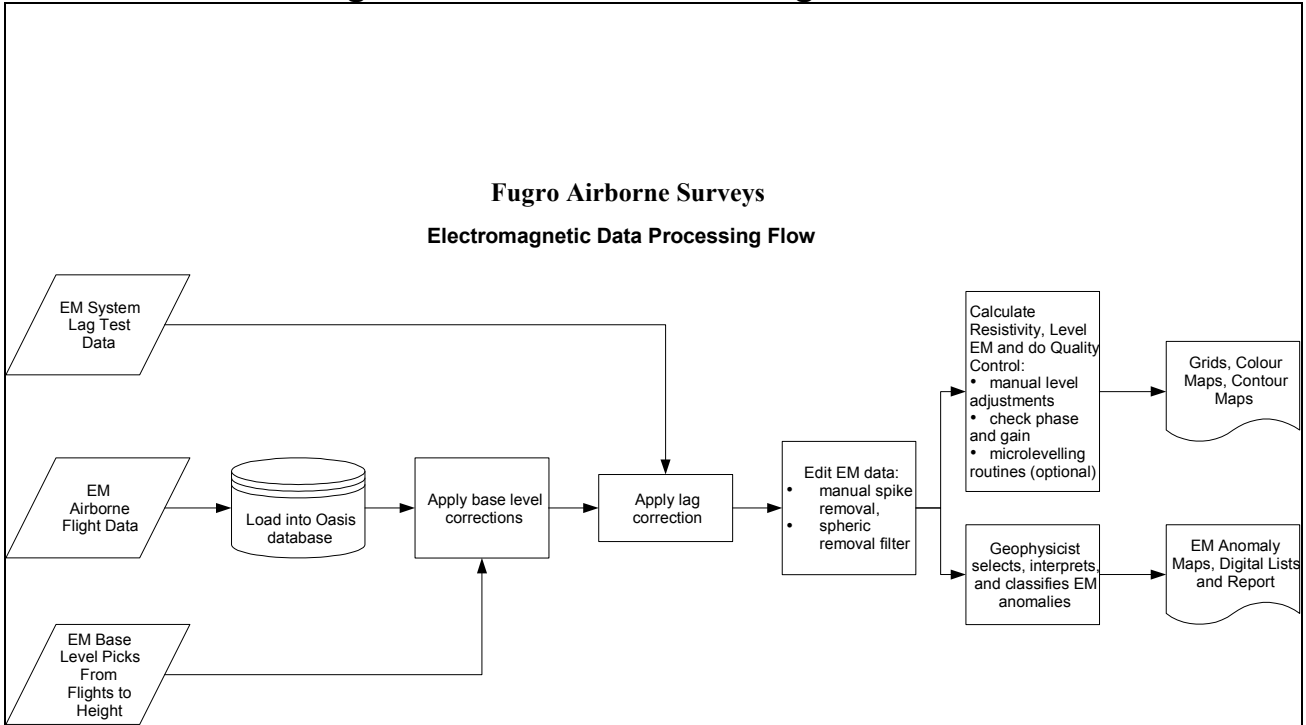 Fugro Airborne Surveys
Electromagnetic Data Processing Flow
EM System
Lag Test
Data
EM
Airborne
Flight Data
EM Base
Level Picks
From
Flights to
Height
Load into Oasis
database
Apply base level
corrections
Apply lag
correction
Edit EM data:
• manual spike
removal,
• spheric
removal filter
Calculate
Resistivity, Level
EM and do Quality
Control:
• manual level
adjustments
• check phase
and gain
• microlevelling
routines (optional)
Grids, Colour
Maps, Contour
Maps
Geophysicist
selects, interprets,
and classifies EM
anomalies
EM Anomaly
Maps, Digital Lists
and Report